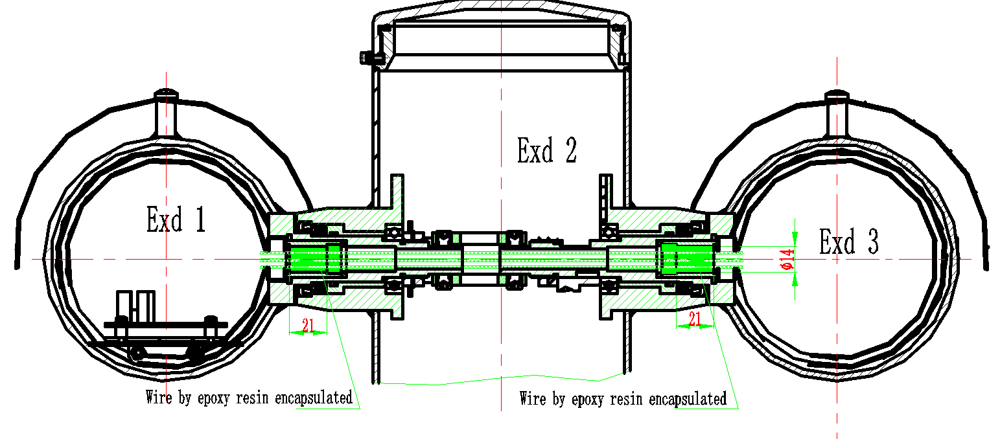 Exd 2
Exd 1
Exd 3
ϕ14
21
21
Wire by epoxy resin encapsulated
Wire by epoxy resin encapsulated